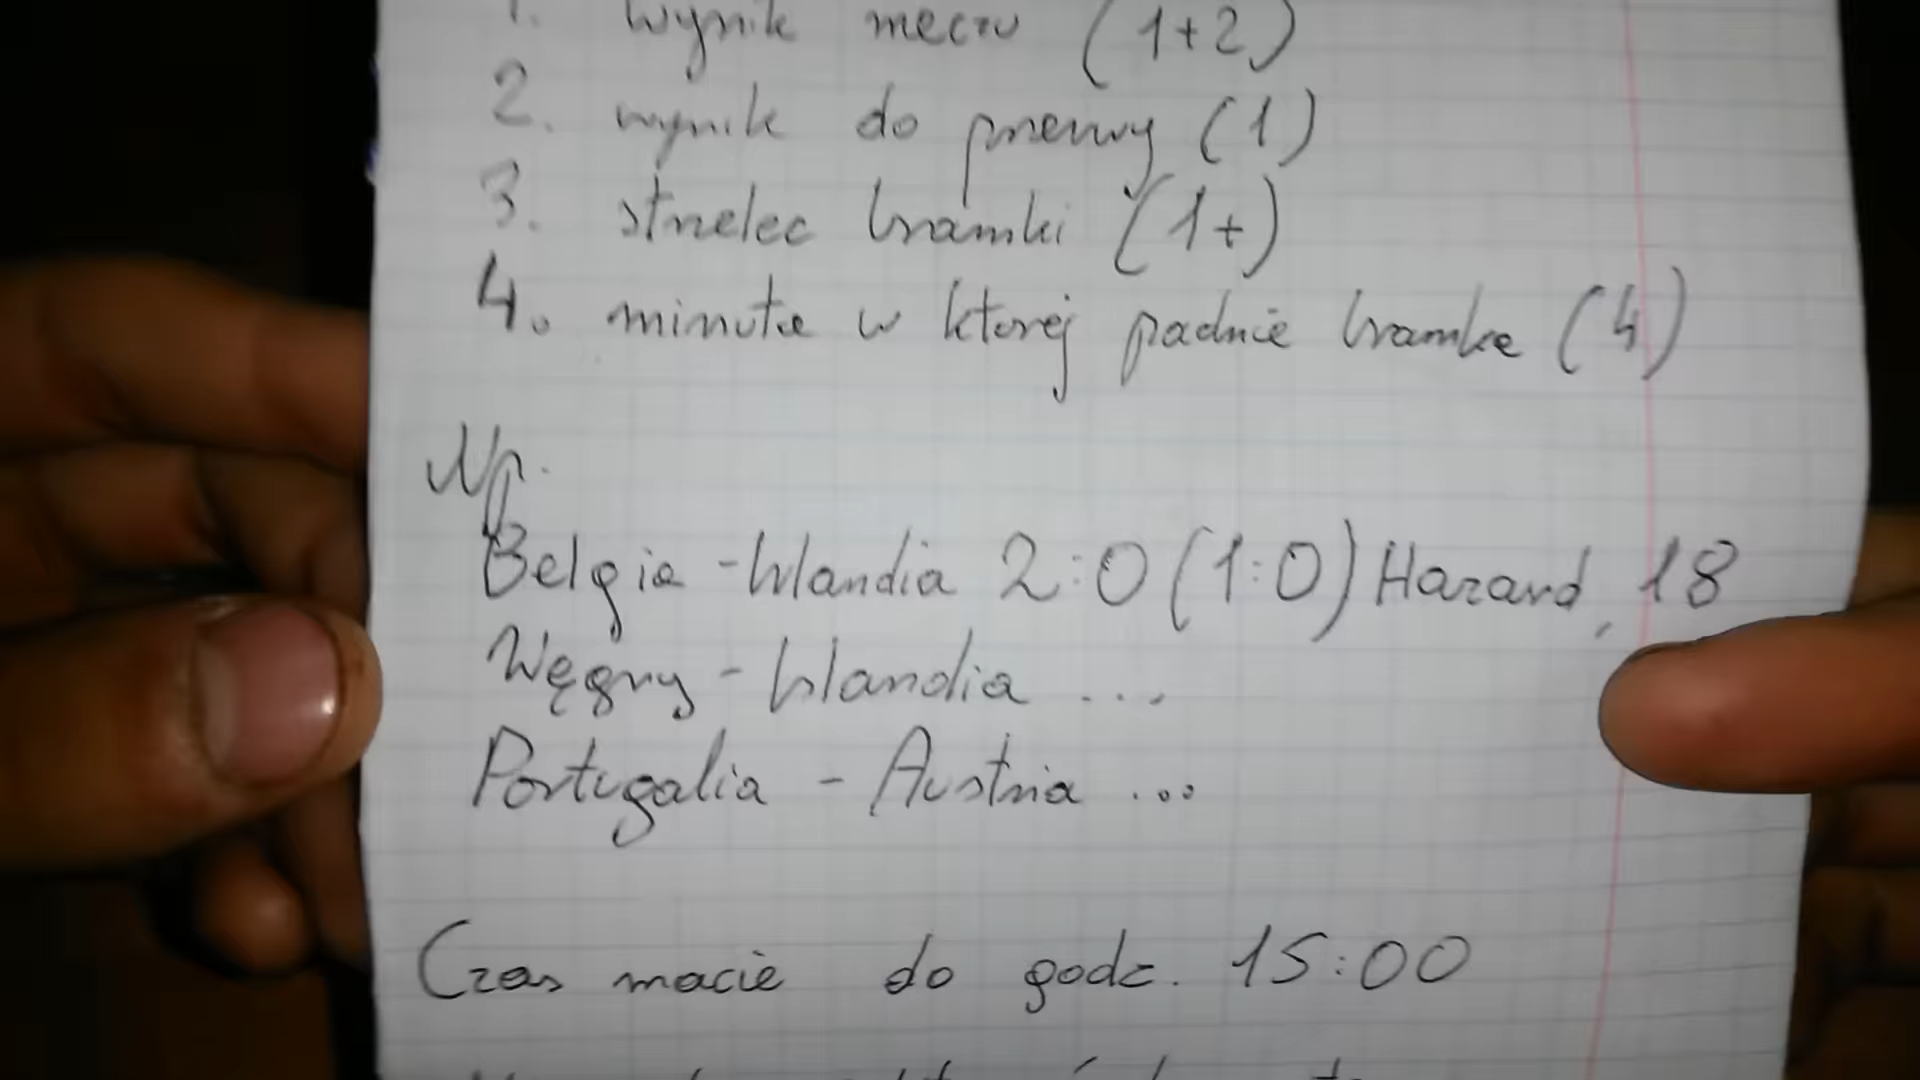 1. wynik meczu (1+2)
2. wynik do przerwy (1)
3. strzelec bramki (1+)
4. minuta w której padnie bramka (4)
Np.
Belgia - Irlandia 2:0 (1:0) Hazard, 18
Węgry - Islandia ...
Portugalia - Austria ...
Czas macie do godz. 15:00